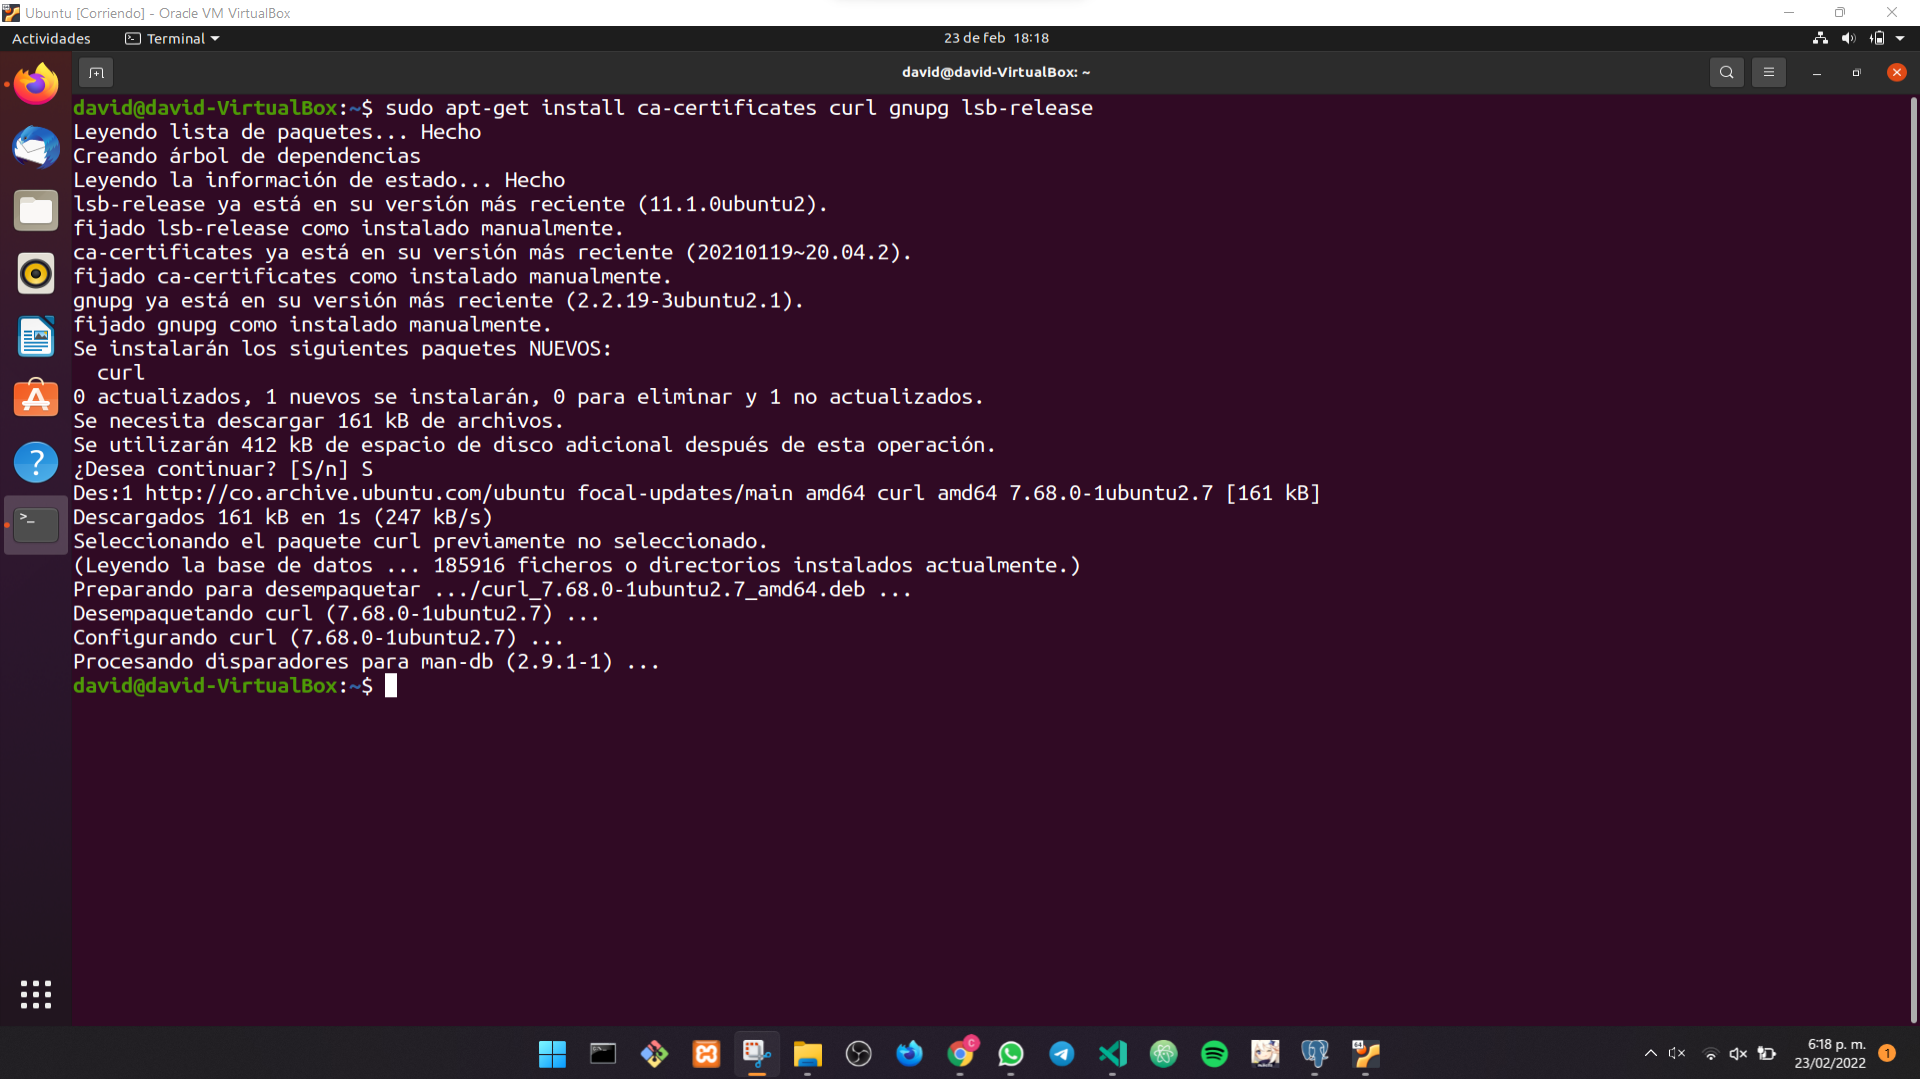 Ubuntu [Corriendo] - Oracle VM VirtualBox
Actividades
Terminal
23 de feb 18:18
david@david-VirtualBox: ~
david@david-VirtualBox:~$ sudo apt-get install ca-certificates curl gnupg lsb-release
Leyendo lista de paquetes... Hecho
Creando árbol de dependencias
Leyendo la información de estado... Hecho
lsb-release ya está en su versión más reciente (11.1.0ubuntu2).
fijado lsb-release como instalado manualmente.
ca-certificates ya está en su versión más reciente (20210119~20.04.2).
fijado ca-certificates como instalado manualmente.
gnupg ya está en su versión más reciente (2.2.19-3ubuntu2.1).
fijado gnupg como instalado manualmente.
Se instalarán los siguientes paquetes NUEVOS:
  curl
0 actualizados, 1 nuevos se instalarán, 0 para eliminar y 1 no actualizados.
Se necesita descargar 161 kB de archivos.
Se utilizarán 412 kB de espacio de disco adicional después de esta operación.
¿Desea continuar? [S/n] S
Des:1 http://co.archive.ubuntu.com/ubuntu focal-updates/main amd64 curl amd64 7.68.0-1ubuntu2.7 [161 kB]
Descargados 161 kB en 1s (247 kB/s)
Seleccionando el paquete curl previamente no seleccionado.
(Leyendo la base de datos ... 185916 ficheros o directorios instalados actualmente.)
Preparando para desempaquetar .../curl_7.68.0-1ubuntu2.7_amd64.deb ...
Desempaquetando curl (7.68.0-1ubuntu2.7) ...
Configurando curl (7.68.0-1ubuntu2.7) ...
Procesando disparadores para man-db (2.9.1-1) ...
david@david-VirtualBox:~$
6:18 p. m.
23/02/2022
1